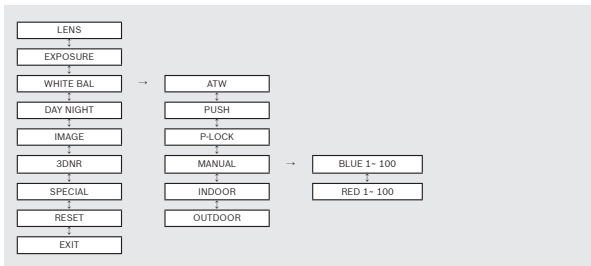 LENS
EXPOSURE
WHITE BAL → ATW
DAY NIGHT PUSH
IMAGE P-LOCK
3DNR MANUAL → BLUE 1~ 100
SPECIAL INDOOR RED 1~ 100
RESET OUTDOOR
EXIT